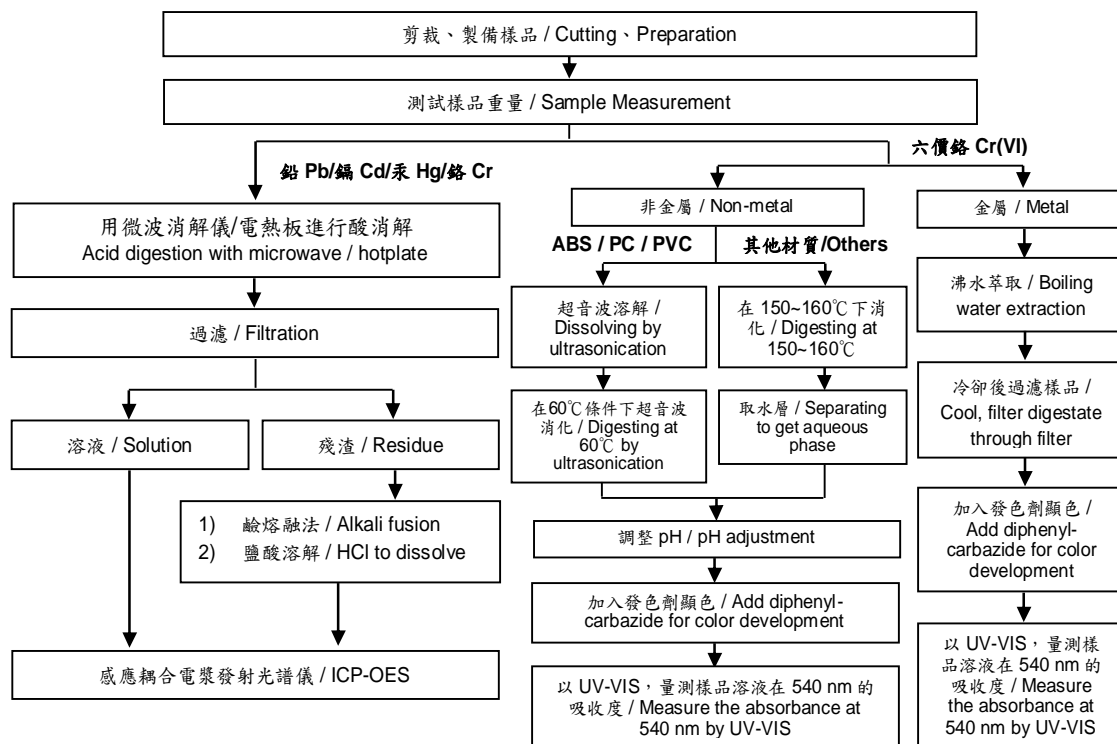 剪裁、製備樣品 / Cutting、Preparation
測試樣品重量 / Sample Measurement
鉛 Pb/鎘 Cd/汞 Hg/鉻 Cr
六價鉻 Cr(VI)
用微波消解儀/電熱板進行酸消解
Acid digestion with microwave / hotplate
過濾 / Filtration
溶液 / Solution
殘渣 / Residue
1) 鹼熔融法 / Alkali fusion
2) 鹽酸溶解 / HCl to dissolve
感應耦合電漿發射光譜儀 / ICP-OES
非金屬 / Non-metal
ABS / PC / PVC
其他材質/Others
超音波溶解 /
Dissolving by
ultrasonication
在 150~160℃下消
化 / Digesting at
150~160℃
在60℃條件下超音波
消化 / Digesting at
60℃ by
ultrasonication
取水層 / Separating
to get aqueous
phase
調整 pH / pH adjustment
加入發色劑顯色 / Add diphenyl-
carbazide for color development
以 UV-VIS，量測樣品溶液在 540 nm 的
吸收度 / Measure the absorbance at
540 nm by UV-VIS
金屬 / Metal
沸水萃取 / Boiling
water extraction
冷卻後過濾樣品 /
Cool, filter digestate
through filter
加入發色劑顯色 /
Add diphenyl-
carbazide for color
development
以 UV-VIS，量測樣
品溶液在 540 nm 的
吸收度 / Measure
the absorbance at
540 nm by UV-VIS